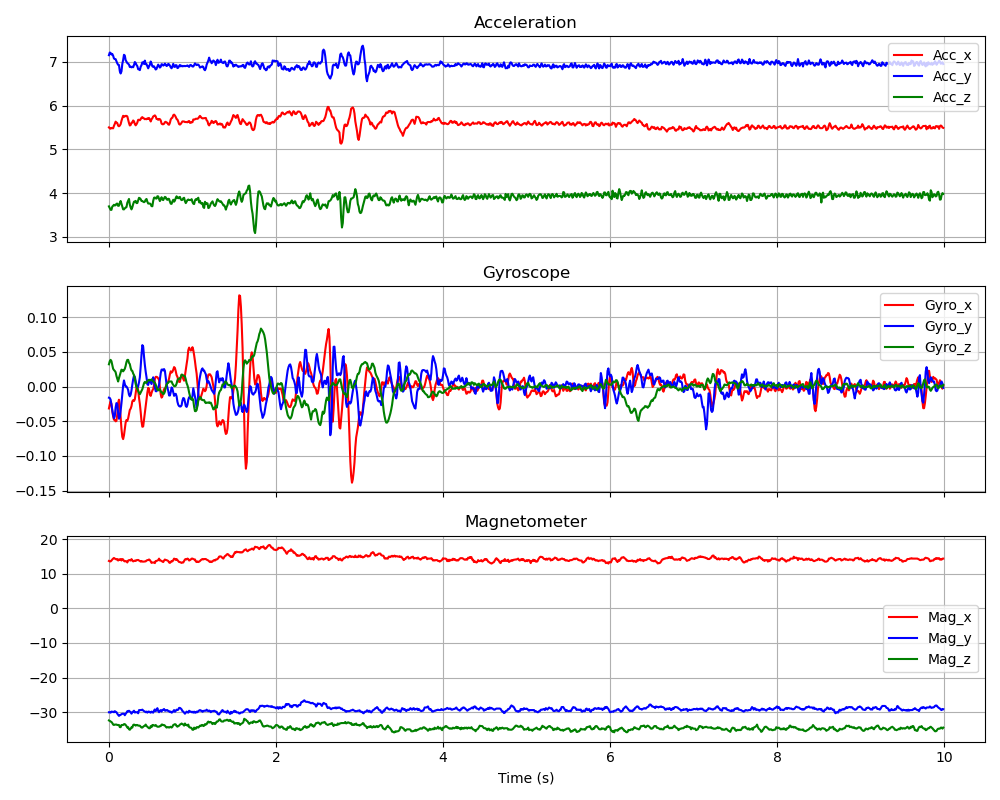 Acceleration
7
6
5
4
3
Acc_x
Acc_y
Acc_z
Gyroscope
0.10
0.05
0.00
−0.05
−0.10
−0.15
Gyro_x
Gyro_y
Gyro_z
Magnetometer
20
10
0
−10
−20
−30
Mag_x
Mag_y
Mag_z
0 2 4 6 8 10
Time (s)